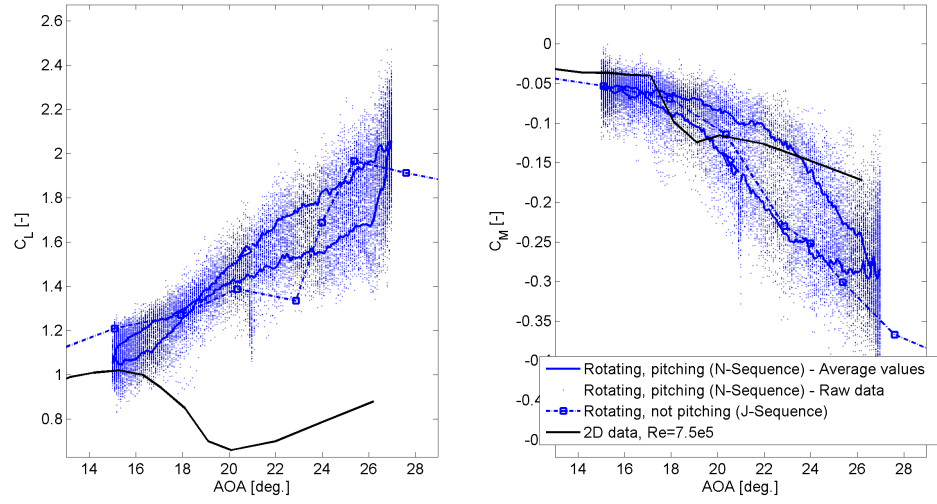 2.6
2.4
2.2
2
1.8
1.6
1.4
1.2
1
0.8
C_L [-]
14 16 18 20 22 24 26 28
AOA [deg.]
0
-0.05
-0.1
-0.15
-0.2
-0.25
-0.3
-0.35
-0.4
C_M [-]
Rotating, pitching (N-Sequence) - Average values
Rotating, pitching (N-Sequence) - Raw data
Rotating, not pitching (J-Sequence)
2D data, Re=7.5e5
14 16 18 20 22 24 26 28
AOA [deg.]